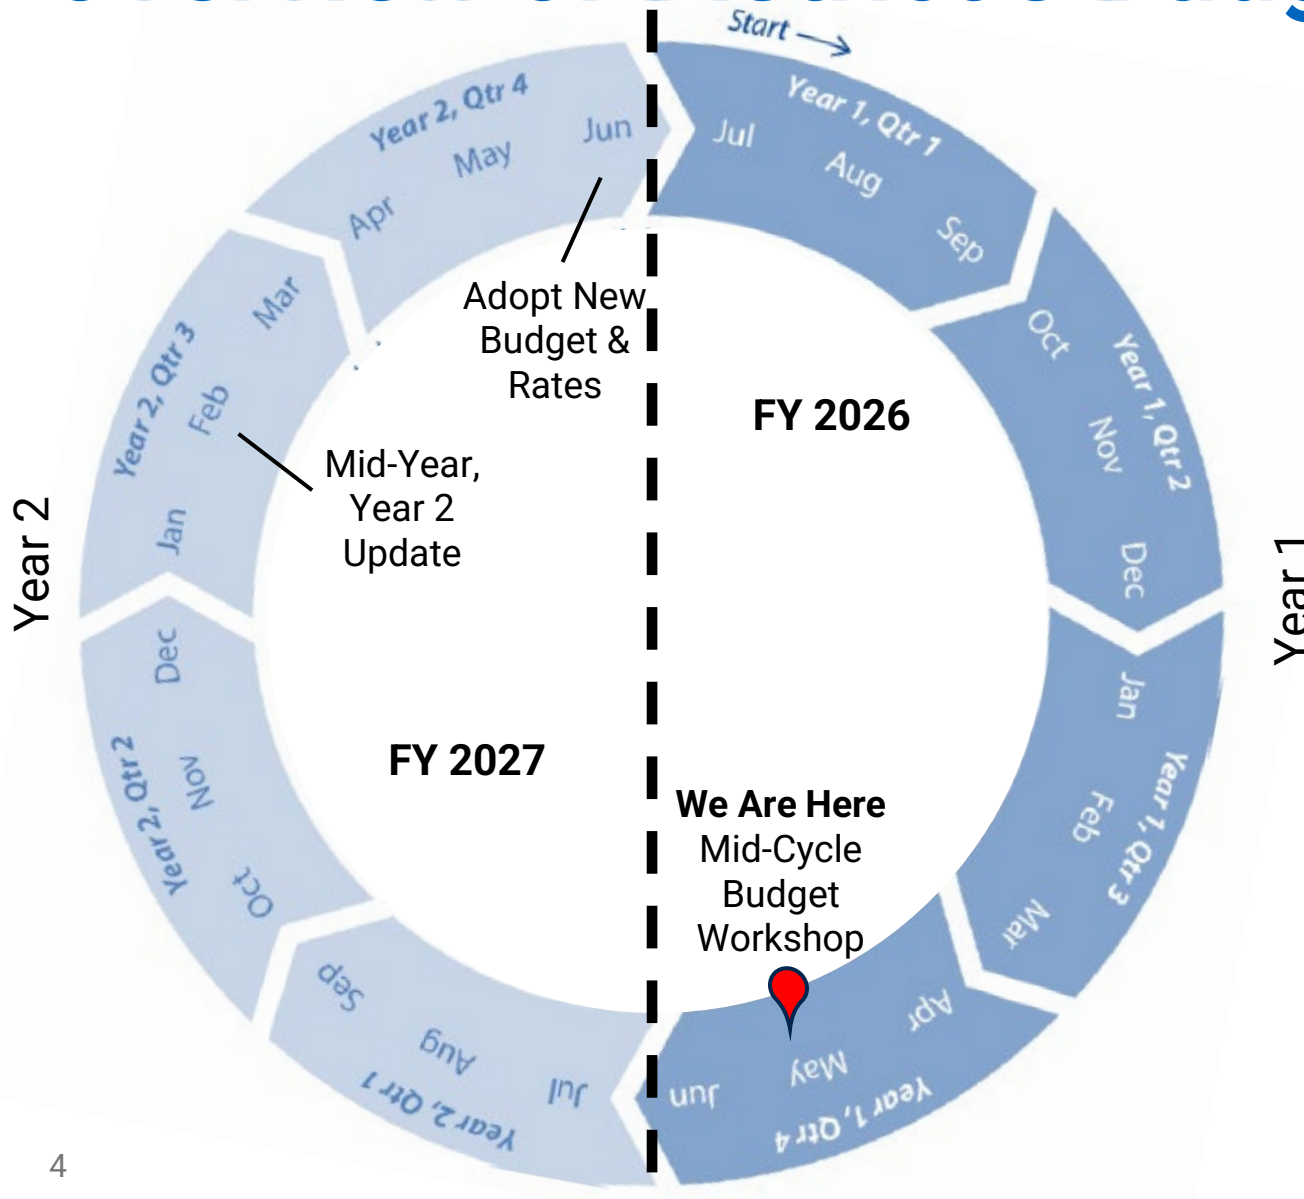 Start
Year 1, Qtr 1
Jul
Aug
Sep
Year 1, Qtr 2
Oct
Nov
Dec
Year 1, Qtr 3
Jan
Feb
Mar
Year 1, Qtr 4
Apr
May
Jun
Year 2, Qtr 1
Jul
Aug
Sep
Year 2, Qtr 2
Oct
Nov
Dec
Year 2, Qtr 3
Jan
Feb
Mar
Year 2, Qtr 4
Apr
May
Jun
Adopt New
Budget &
Rates
FY 2026
Mid-Year,
Year 2
Update
Year 2
Year 1
FY 2027
We Are Here
Mid-Cycle
Budget
Workshop
4